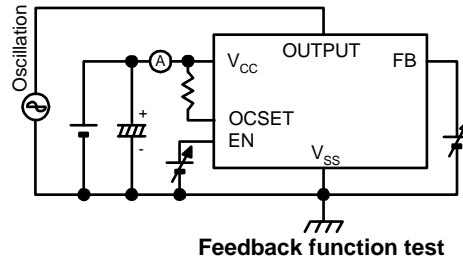 Oscillation
A
+
-
VCC
OUTPUT
FB
OCSET
EN
VSS
Feedback function test